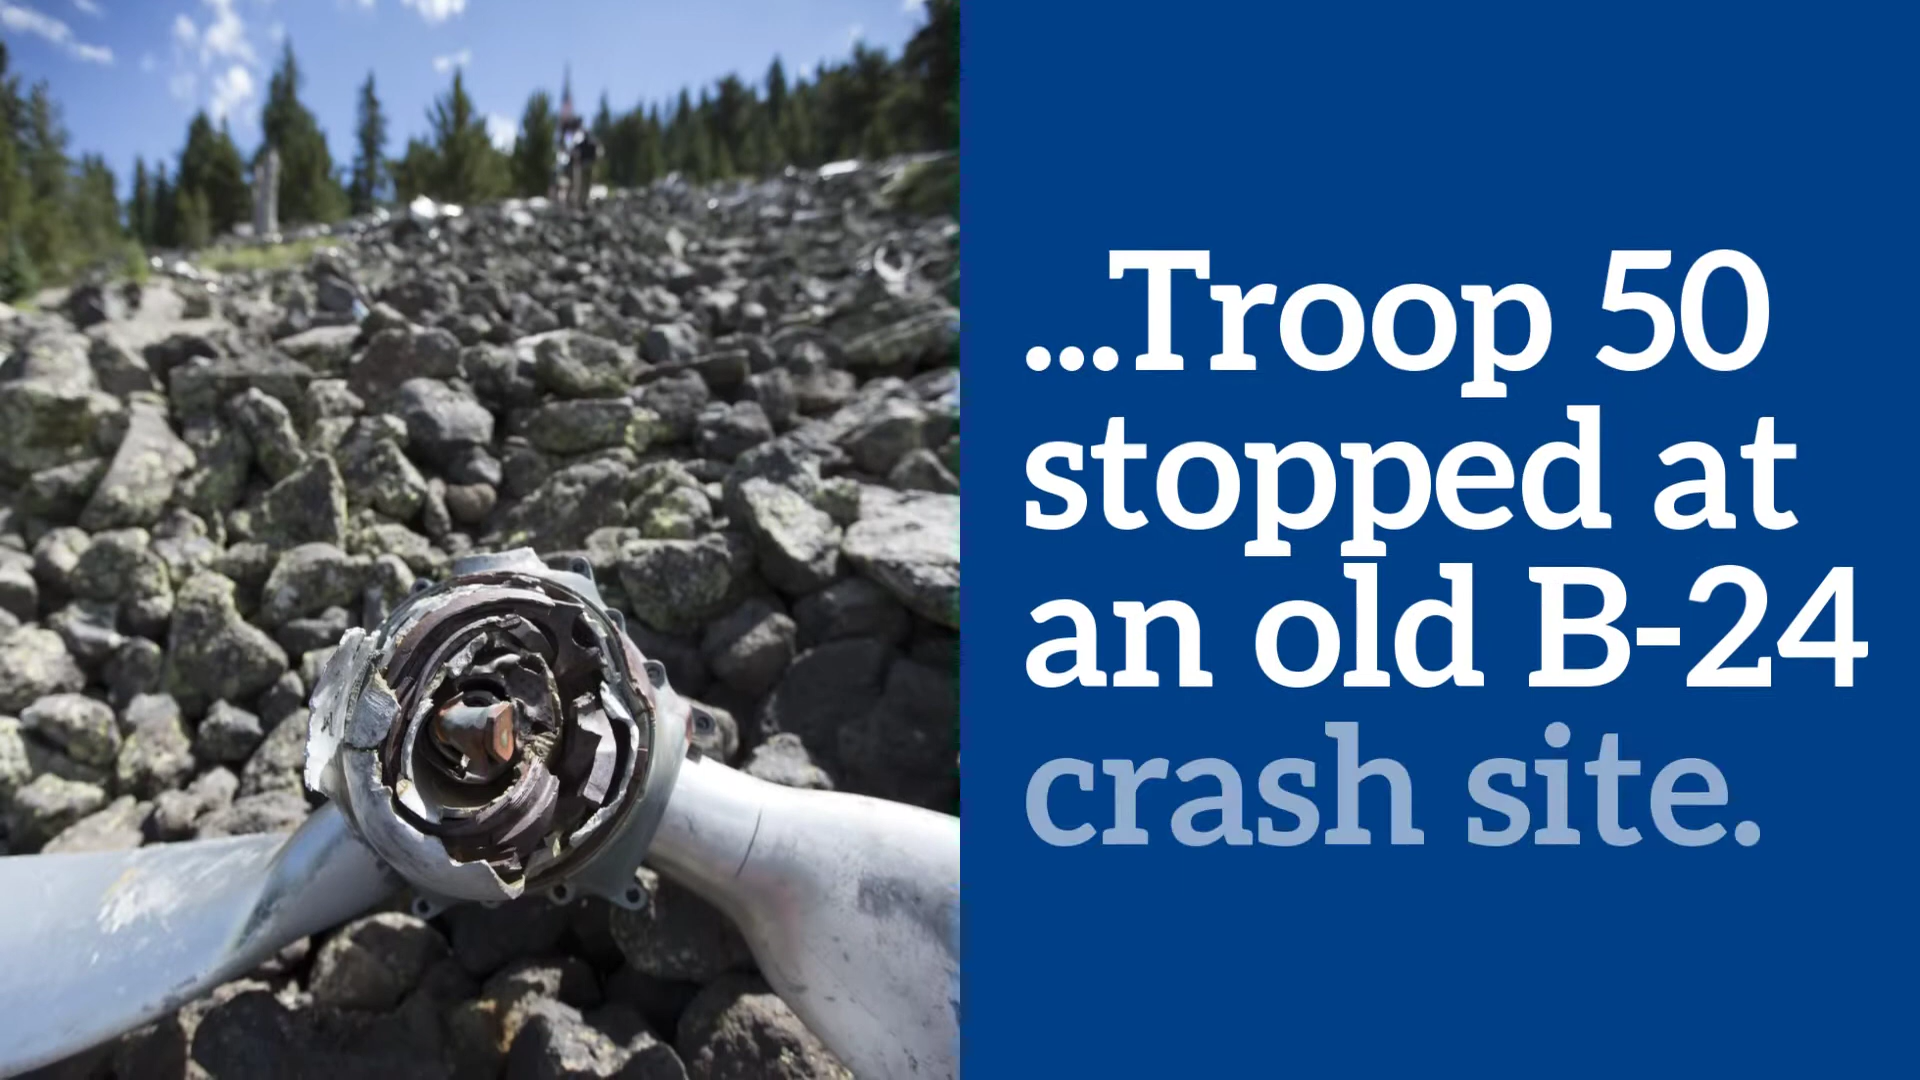 ...Troop 50
stopped at
an old B-24
crash site.